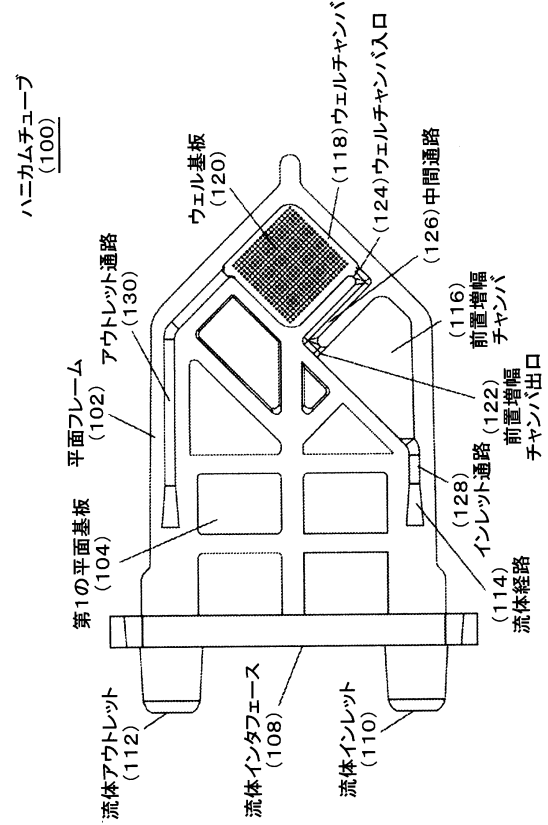 ハニカムチューブ
(100)
平面フレーム
(102)
アウトレット通路
(130)
ウェル基板
(120)
第1の平面基板
(104)
(118)ウェルチャンバ
(124)ウェルチャンバ入口
(126)中間通路
(116)
前置増幅
チャンバ
(122)
前置増幅
チャンバ出口
(128)
インレット通路
(114)
流体経路
流体アウトレット
(112)
流体インタフェース
(108)
流体インレット
(110)